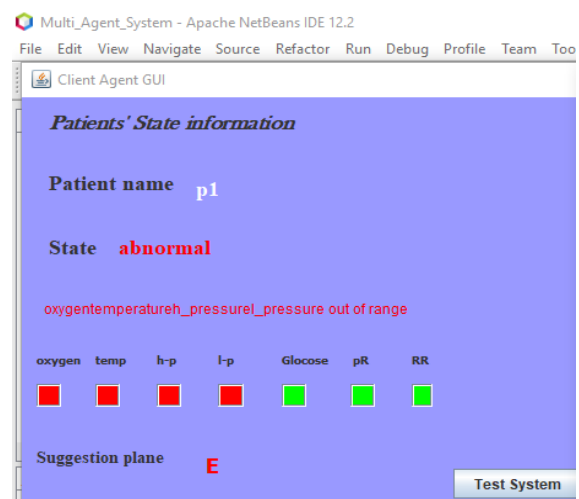 Multi_Agent_System - Apache NetBeans IDE 12.2
File Edit View Navigate Source Refactor Run Debug Profile Team Too
Client Agent GUI
Patients' State information
Patient name p1
State abnormal
oxygentemperatureh_pressurel_pressure out of range
oxygen temp h-p l-p Glocose pR RR
Suggestion plane E
Test System